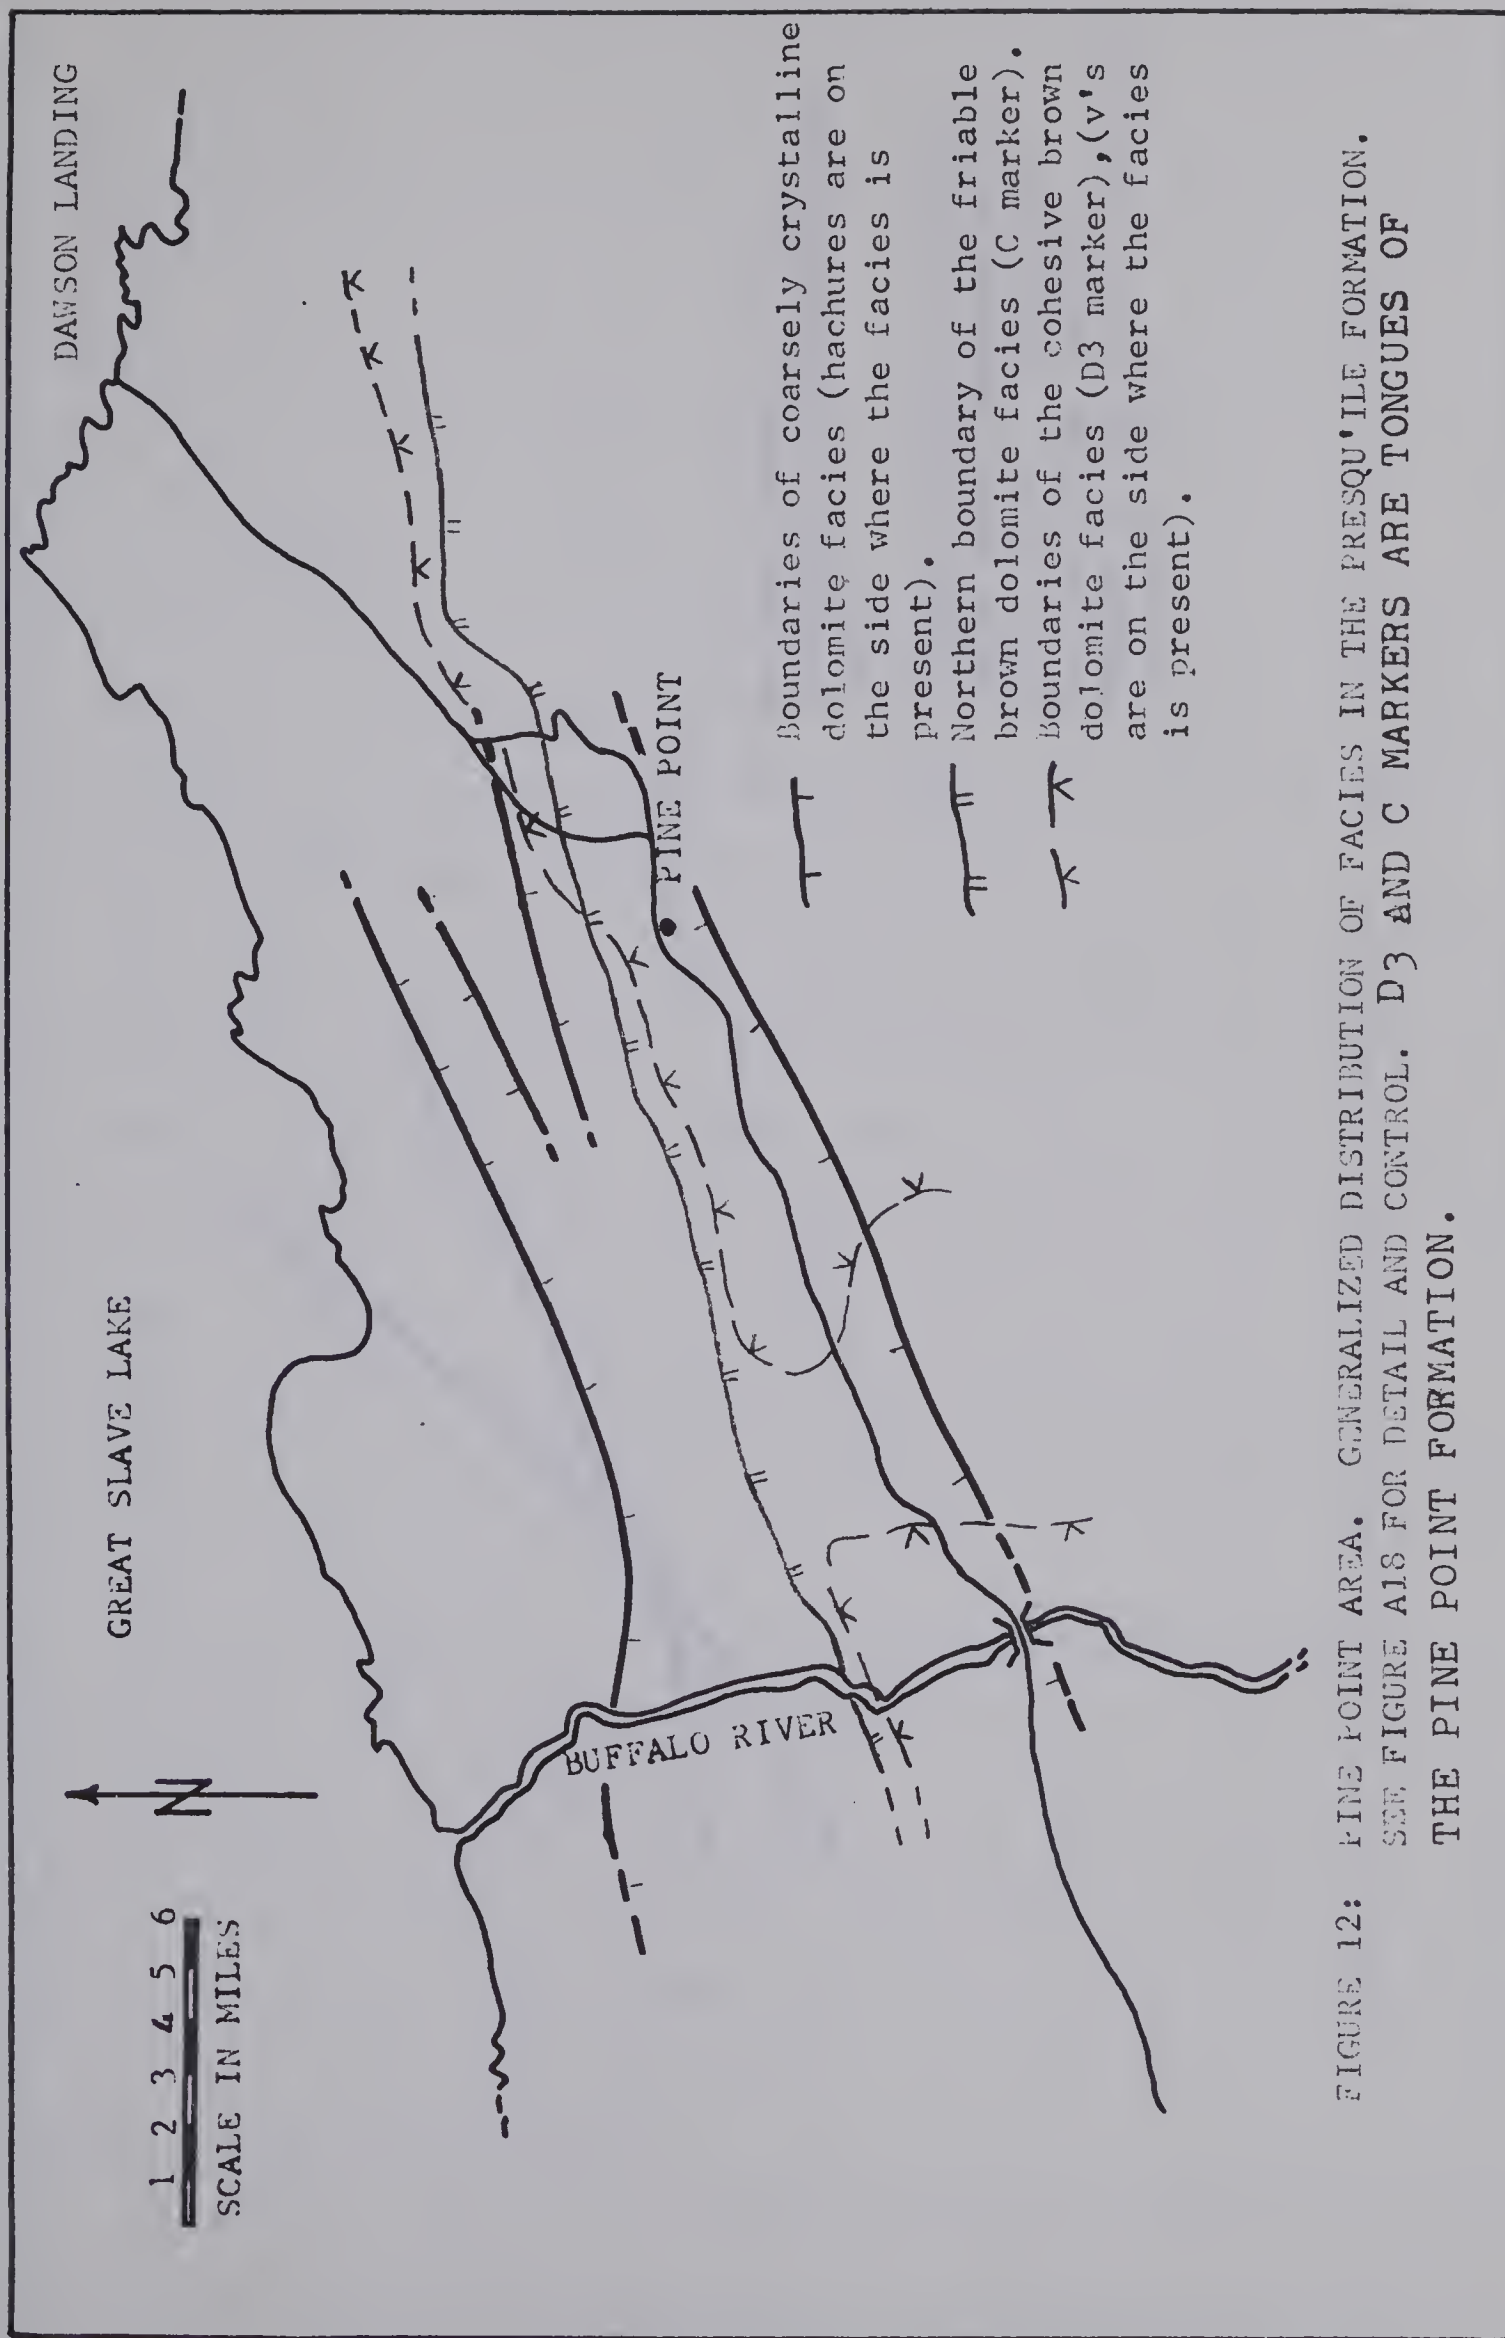 DAWSON LANDING
GREAT SLAVE LAKE
N
1 2 3 4 5 6
SCALE IN MILES
BUFFALO RIVER
PINE POINT
Boundaries of coarsely crystalline
dolomite facies (hachures are on
the side where the facies is
present).
Northern boundary of the friable
brown dolomite facies (C marker).
Boundaries of the cohesive brown
dolomite facies (D3 marker),(v's
are on the side where the facies
is present).
FIGURE 12: PINE POINT AREA. GENERALIZED DISTRIBUTION OF FACIES IN THE PRESQU'ILE FORMATION.
SEE FIGURE A18 FOR DETAIL AND CONTROL. D3 AND C MARKERS ARE TONGUES OF
THE PINE POINT FORMATION.